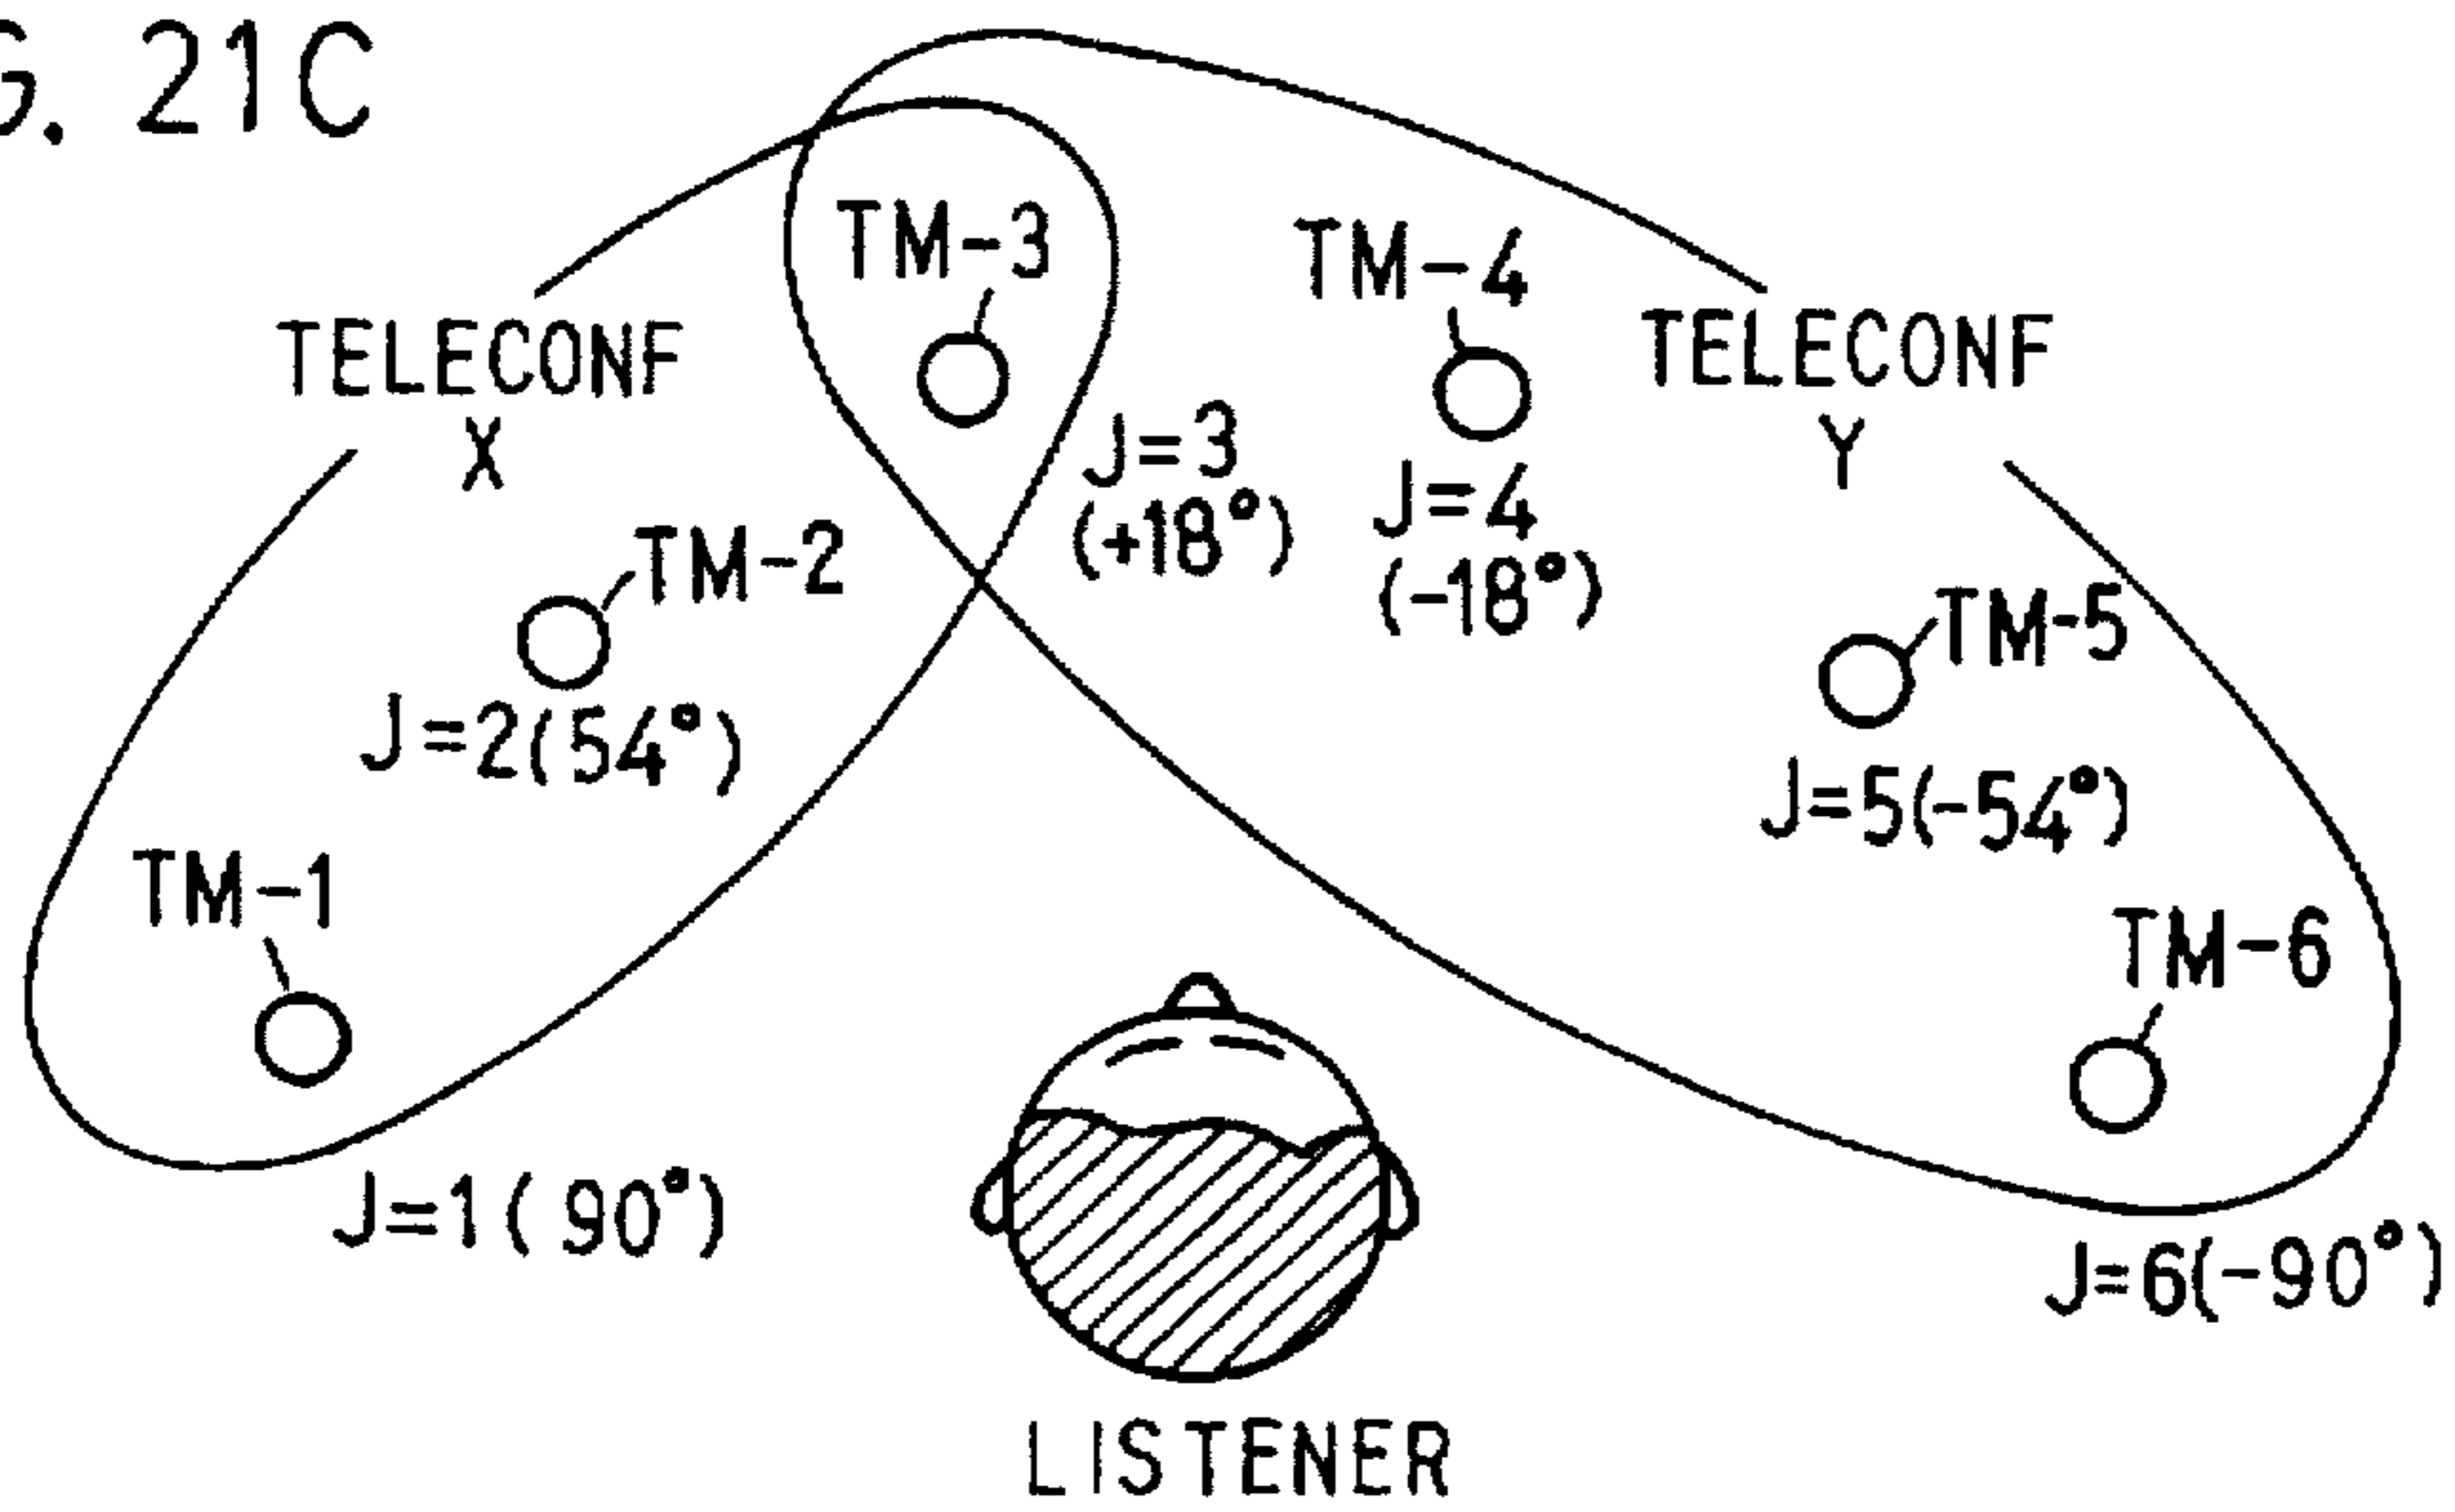 G. 21C
TM-3
TM-4
TELECONF
X
TELECONF
Y
J=3
(+18°)
J=4
(-18°)
TM-2
J=2(54°)
TM-5
J=5(-54°)
TM-1
TM-6
J=1(90°)
J=6(-90°)
LISTENER